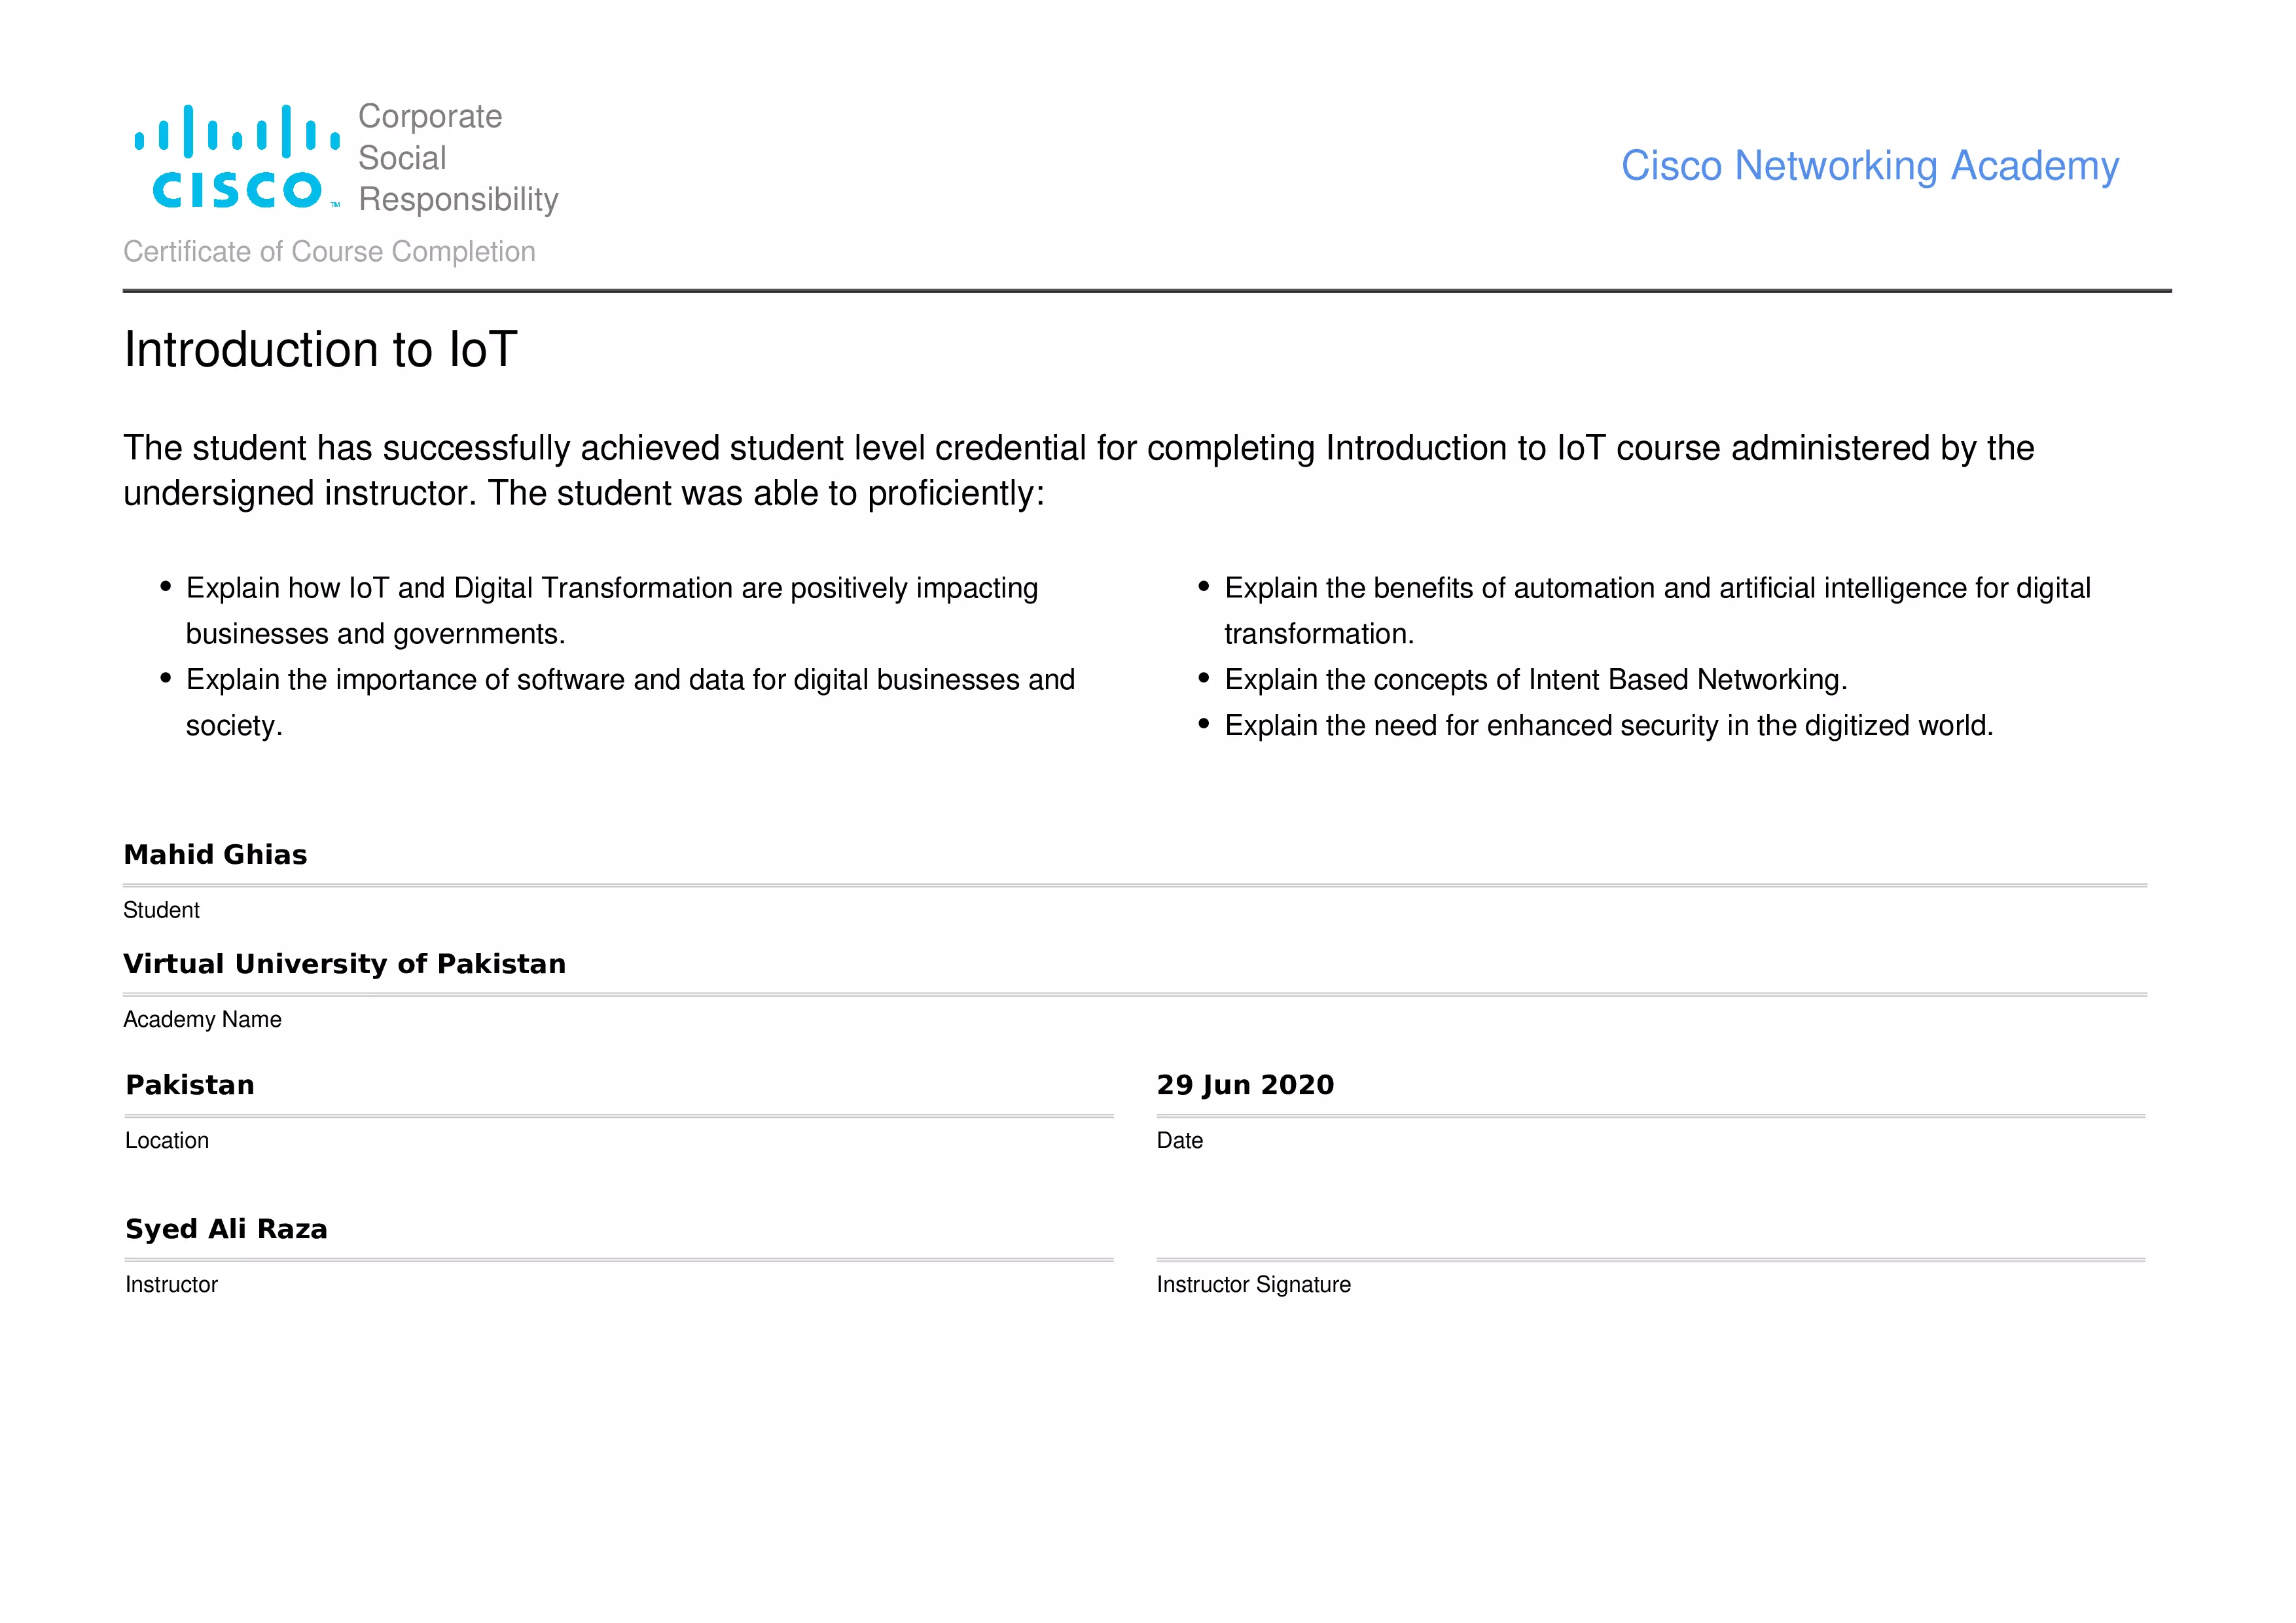 Corporate
Social
Responsibility
CISCO™
Cisco Networking Academy
Certificate of Course Completion
Introduction to IoT
The student has successfully achieved student level credential for completing Introduction to IoT course administered by the
undersigned instructor. The student was able to proficiently:
• Explain how IoT and Digital Transformation are positively impacting
businesses and governments.
• Explain the importance of software and data for digital businesses and
society.
• Explain the benefits of automation and artificial intelligence for digital
transformation.
• Explain the concepts of Intent Based Networking.
• Explain the need for enhanced security in the digitized world.
Mahid Ghias
Student
Virtual University of Pakistan
Academy Name
Pakistan
Location
29 Jun 2020
Date
Syed Ali Raza
Instructor
Instructor Signature